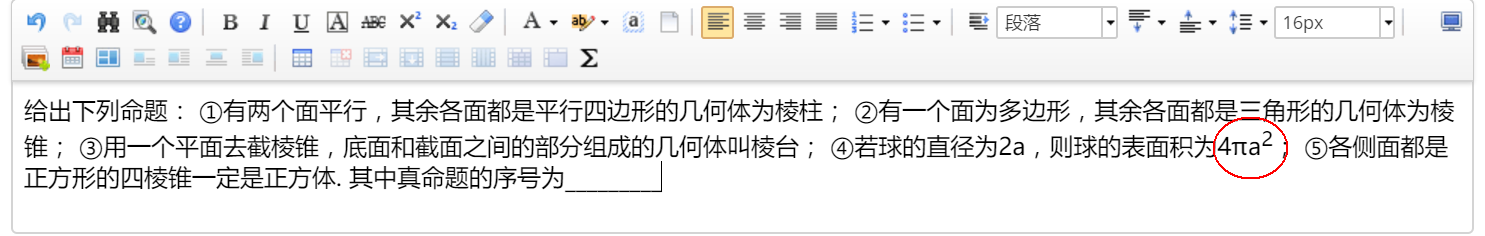 B I U A ABC X² X₂ A ab a 段落 16px
Σ
给出下列命题： ①有两个面平行，其余各面都是平行四边形的几何体为棱柱； ②有一个面为多边形，其余各面都是三角形的几何体为棱
锥； ③用一个平面去截棱锥，底面和截面之间的部分组成的几何体叫棱台； ④若球的直径为2a，则球的表面积为4πa²； ⑤各侧面都是
正方形的四棱锥一定是正方体. 其中真命题的序号为_________